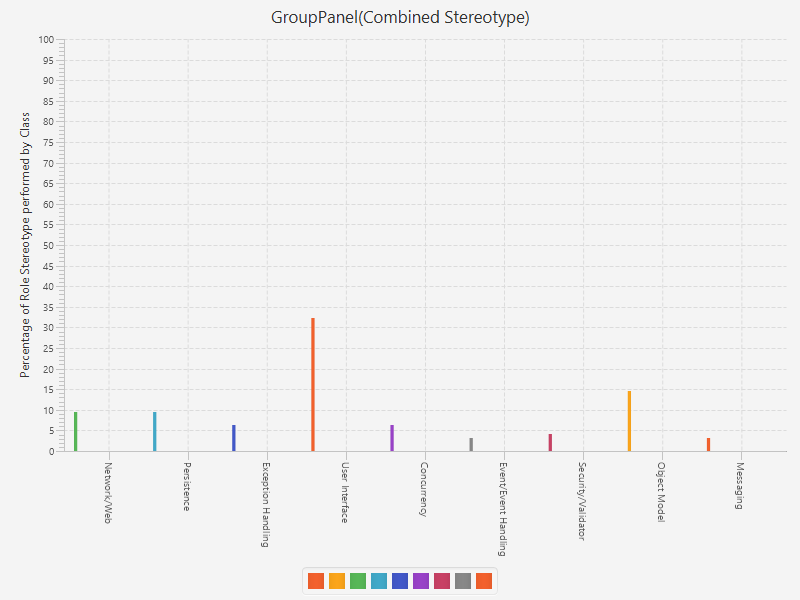 GroupPanel(Combined Stereotype)
Percentage of Role Stereotype performed by Class
100
95
90
85
80
75
70
65
60
55
50
45
40
35
30
25
20
15
10
5
0
Network/Web
Persistence
Exception Handling
User Interface
Concurrency
Event/Event Handling
Security/Validator
Object Model
Messaging